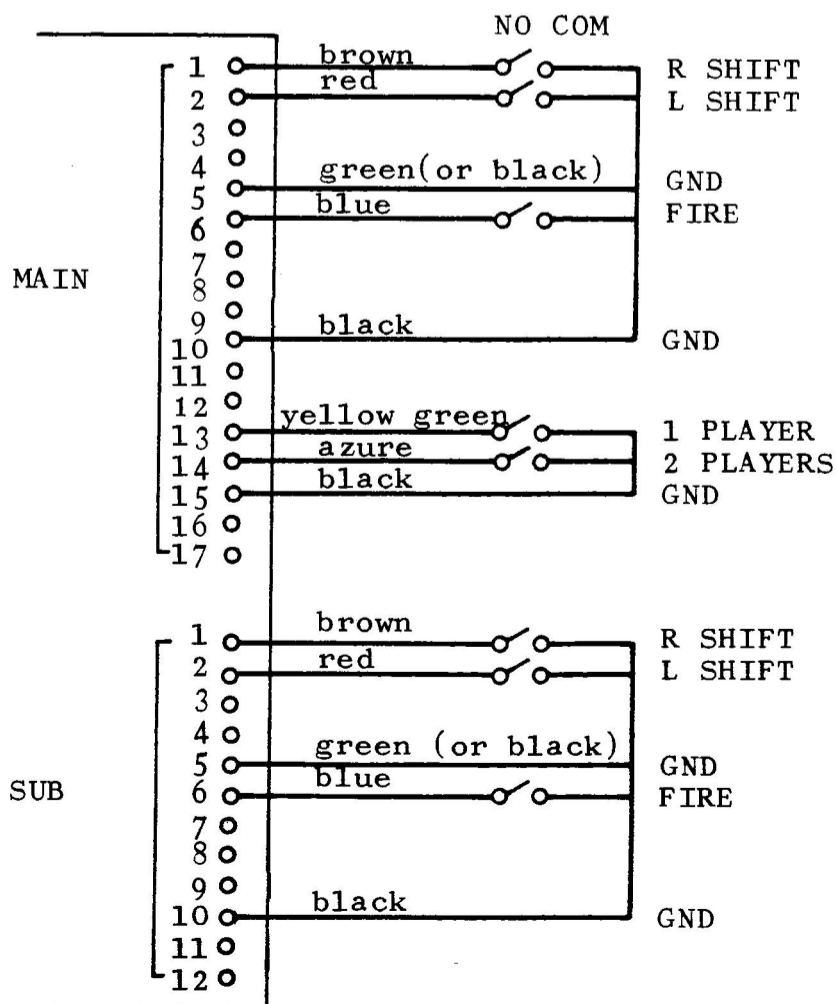 NO COM
1 brown R SHIFT
2 red L SHIFT
3
4
5 green(or black) GND
6 blue FIRE
7
MAIN
8
9
10 black GND
11
12
13 yellow green 1 PLAYER
14 azure 2 PLAYERS
15 black GND
16
17
1 brown R SHIFT
2 red L SHIFT
3
4
5 green (or black) GND
SUB
6 blue FIRE
7
8
9
10 black GND
11
12